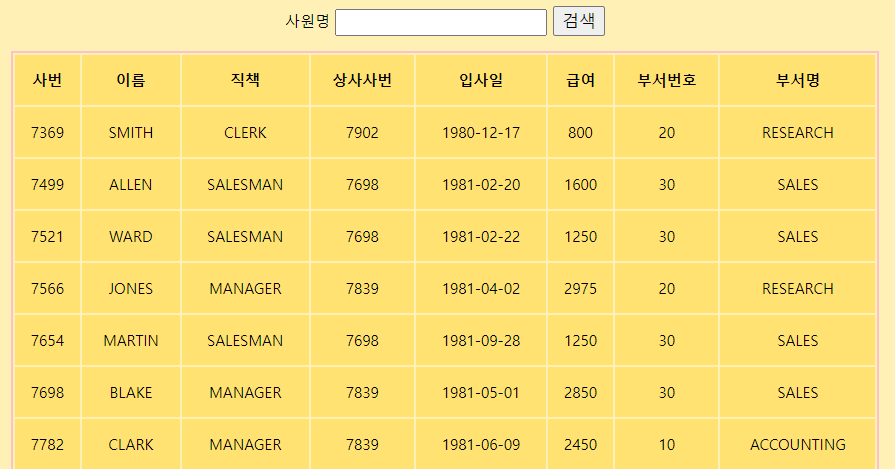 사원명 검색
사번 이름 직책 상사사번 입사일 급여 부서번호 부서명
7369 SMITH CLERK 7902 1980-12-17 800 20 RESEARCH
7499 ALLEN SALESMAN 7698 1981-02-20 1600 30 SALES
7521 WARD SALESMAN 7698 1981-02-22 1250 30 SALES
7566 JONES MANAGER 7839 1981-04-02 2975 20 RESEARCH
7654 MARTIN SALESMAN 7698 1981-09-28 1250 30 SALES
7698 BLAKE MANAGER 7839 1981-05-01 2850 30 SALES
7782 CLARK MANAGER 7839 1981-06-09 2450 10 ACCOUNTING